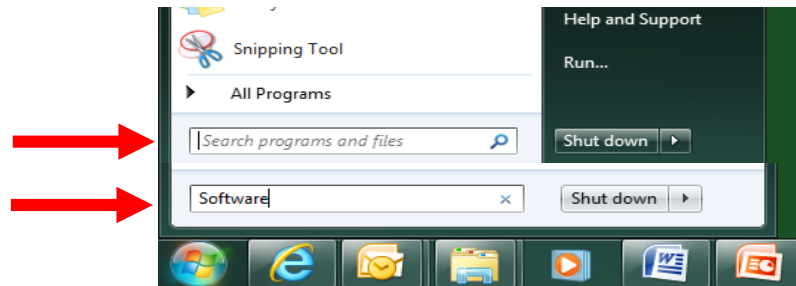 Help and Support
Snipping Tool
Run...
All Programs
Search programs and files
Shut down
Software
Shut down